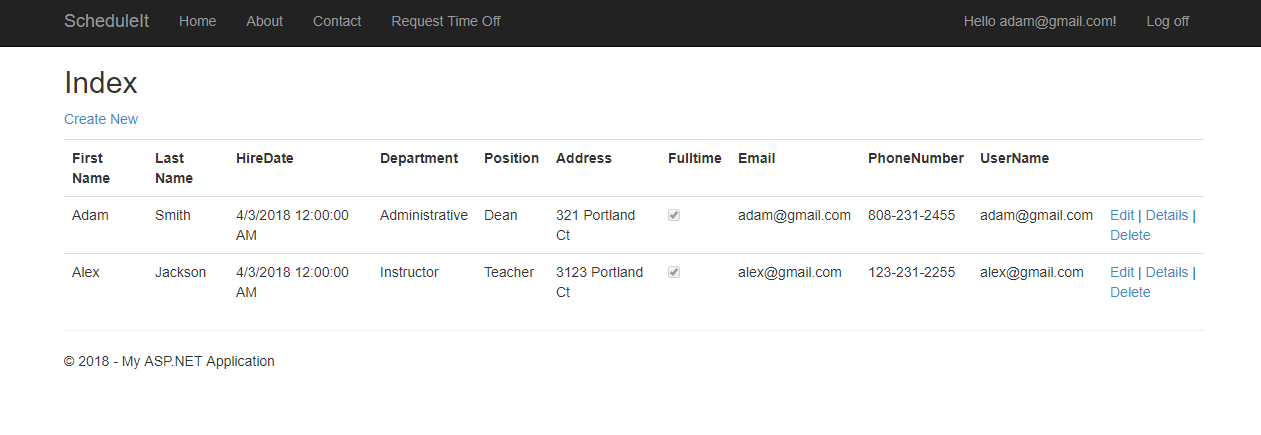 ScheduleIt Home About Contact Request Time Off Hello adam@gmail.com! Log off
Index
Create New
First Name Last Name HireDate Department Position Address Fulltime Email PhoneNumber UserName
Adam Smith 4/3/2018 12:00:00 AM Administrative Dean 321 Portland Ct adam@gmail.com 808-231-2455 adam@gmail.com Edit | Details | Delete
Alex Jackson 4/3/2018 12:00:00 AM Instructor Teacher 3123 Portland Ct alex@gmail.com 123-231-2255 alex@gmail.com Edit | Details | Delete
© 2018 - My ASP.NET Application